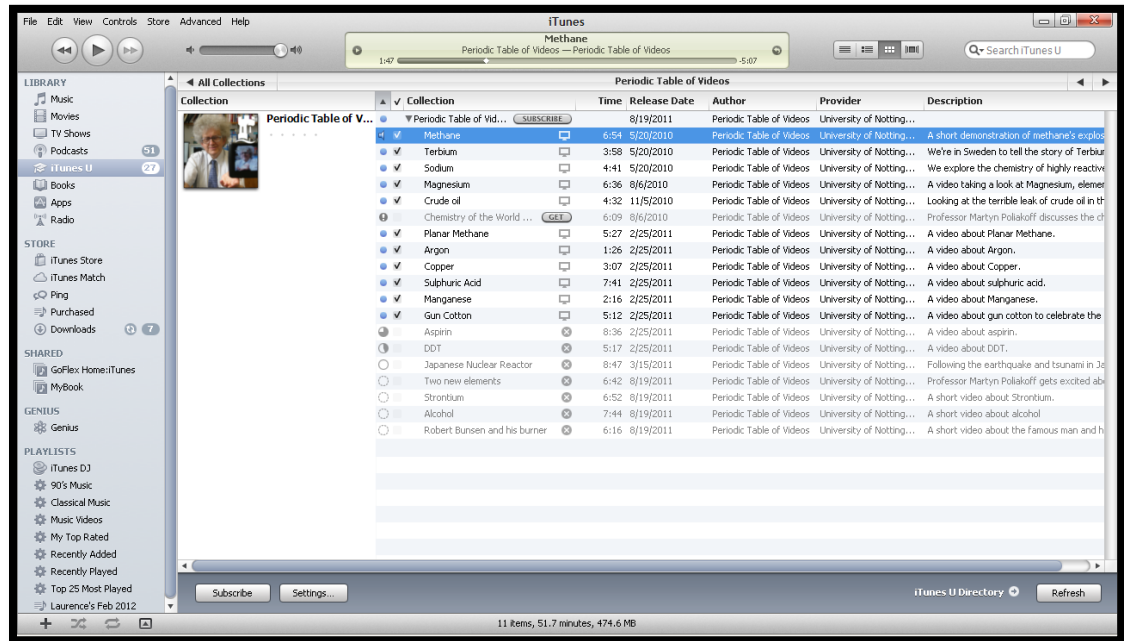 File Edit View Controls Store Advanced Help
iTunes
Methane
Periodic Table of Videos — Periodic Table of Videos
1:47 -5:07
Search iTunes U
LIBRARY
Music
Movies
TV Shows
Podcasts 51
iTunes U 27
Books
Apps
Radio
STORE
iTunes Store
iTunes Match
Ping
Purchased
Downloads 7
SHARED
GoFlex Home:iTunes
MyBook
GENIUS
Genius
PLAYLISTS
iTunes DJ
90's Music
Classical Music
Music Videos
My Top Rated
Recently Added
Recently Played
Top 25 Most Played
Laurence's Feb 2012
All Collections
Periodic Table of Videos
Collection
Periodic Table of V...
Collection Time Release Date Author Provider Description
Periodic Table of Vid... SUBSCRIBE 8/19/2011 Periodic Table of Videos University of Notting...
Methane 6:54 5/20/2010 Periodic Table of Videos University of Notting... A short demonstration of methane's explos
Terbium 3:58 5/20/2010 Periodic Table of Videos University of Notting... We're in Sweden to tell the story of Terbiur
Sodium 4:41 5/20/2010 Periodic Table of Videos University of Notting... We explore the chemistry of highly reactive
Magnesium 6:36 8/6/2010 Periodic Table of Videos University of Notting... A video taking a look at Magnesium, elemer
Crude oil 4:32 11/5/2010 Periodic Table of Videos University of Notting... Looking at the terrible leak of crude oil in th
Chemistry of the World ... GET 6:09 8/6/2010 Periodic Table of Videos University of Notting... Professor Martyn Poliakoff discusses the ch
Planar Methane 5:27 2/25/2011 Periodic Table of Videos University of Notting... A video about Planar Methane.
Argon 1:26 2/25/2011 Periodic Table of Videos University of Notting... A video about Argon.
Copper 3:07 2/25/2011 Periodic Table of Videos University of Notting... A video about Copper.
Sulphuric Acid 7:41 2/25/2011 Periodic Table of Videos University of Notting... A video about sulphuric acid.
Manganese 2:16 2/25/2011 Periodic Table of Videos University of Notting... A video about Manganese.
Gun Cotton 5:12 2/25/2011 Periodic Table of Videos University of Notting... A video about gun cotton to celebrate the
Aspirin 8:36 2/25/2011 Periodic Table of Videos University of Notting... A video about aspirin.
DDT 5:17 2/25/2011 Periodic Table of Videos University of Notting... A video about DDT.
Japanese Nuclear Reactor 8:47 3/15/2011 Periodic Table of Videos University of Notting... Following the earthquake and tsunami in Ja
Two new elements 6:42 8/19/2011 Periodic Table of Videos University of Notting... Professor Martyn Poliakoff gets excited abo
Strontium 6:52 8/19/2011 Periodic Table of Videos University of Notting... A short video about Strontium.
Alcohol 7:44 8/19/2011 Periodic Table of Videos University of Notting... A short video about alcohol
Robert Bunsen and his burner 6:16 8/19/2011 Periodic Table of Videos University of Notting... A short video about the famous man and h
Subscribe Settings... iTunes U Directory Refresh
11 items, 51.7 minutes, 474.6 MB